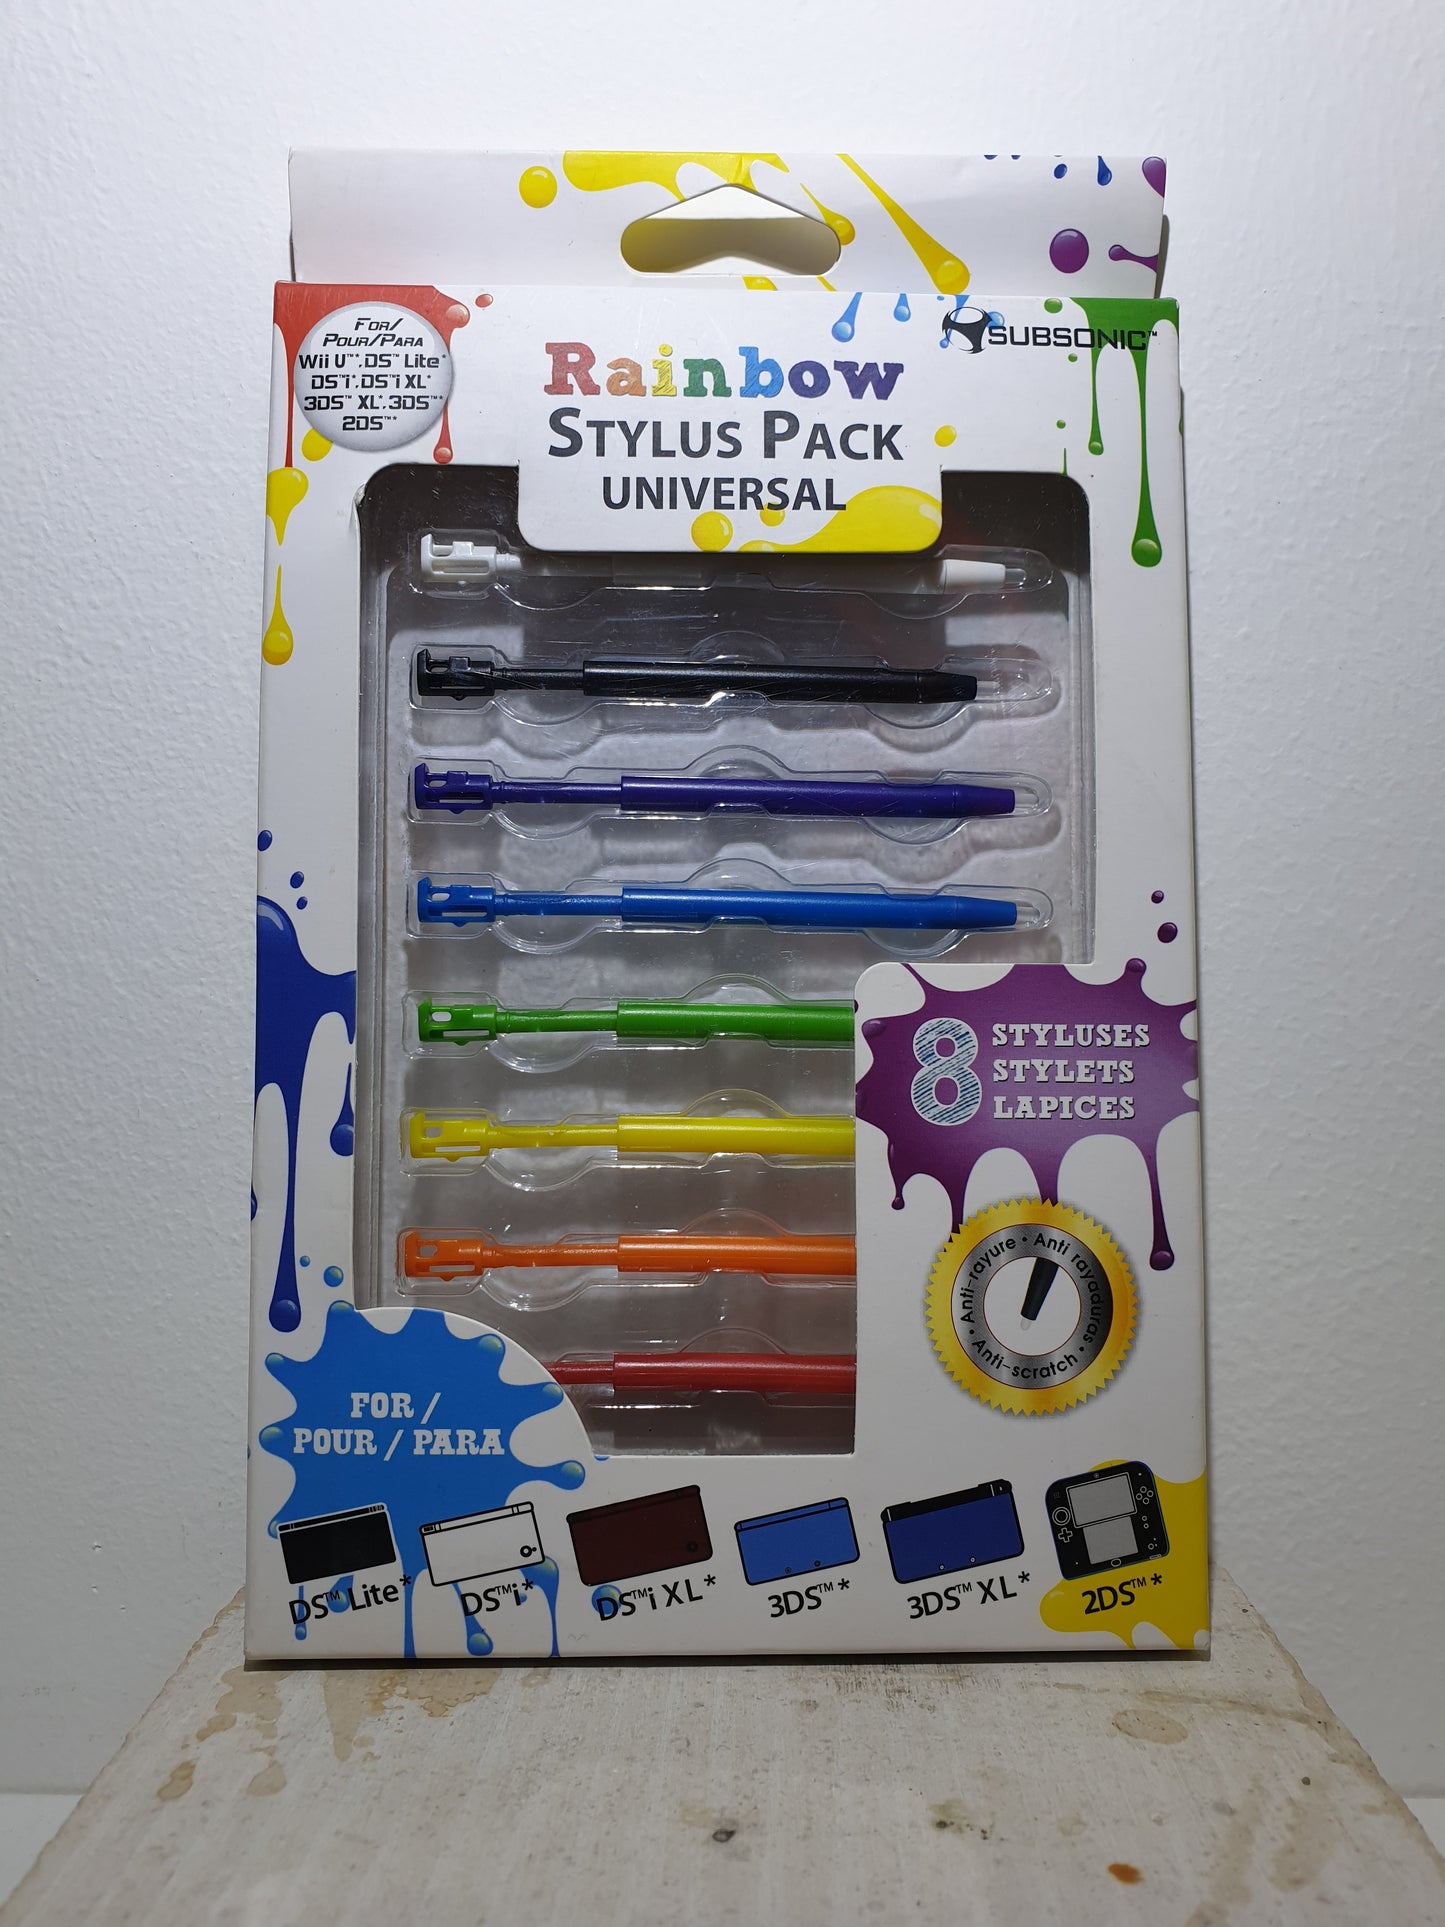 For/
Pour/Para
Wii U™*, DS™ Lite*
DS™i*, DS™i XL*
3DS™ XL*, 3DS™*
2DS™*
SUBSONIC™
Rainbow
STYLUS PACK
UNIVERSAL
8 STYLUSES
STYLETS
LAPICES
Anti-rayure • Anti rayaduras • Anti-scratch •
FOR /
POUR / PARA
DS™ Lite*
DS™i*
DS™i XL*
3DS™*
3DS™ XL*
2DS™*